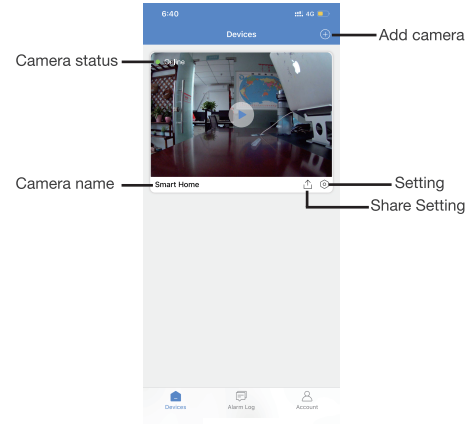 6:40
4G
Devices
Add camera
Camera status
Online
Camera name
Smart Home
Setting
Share Setting
Devices
Alarm Log
Account